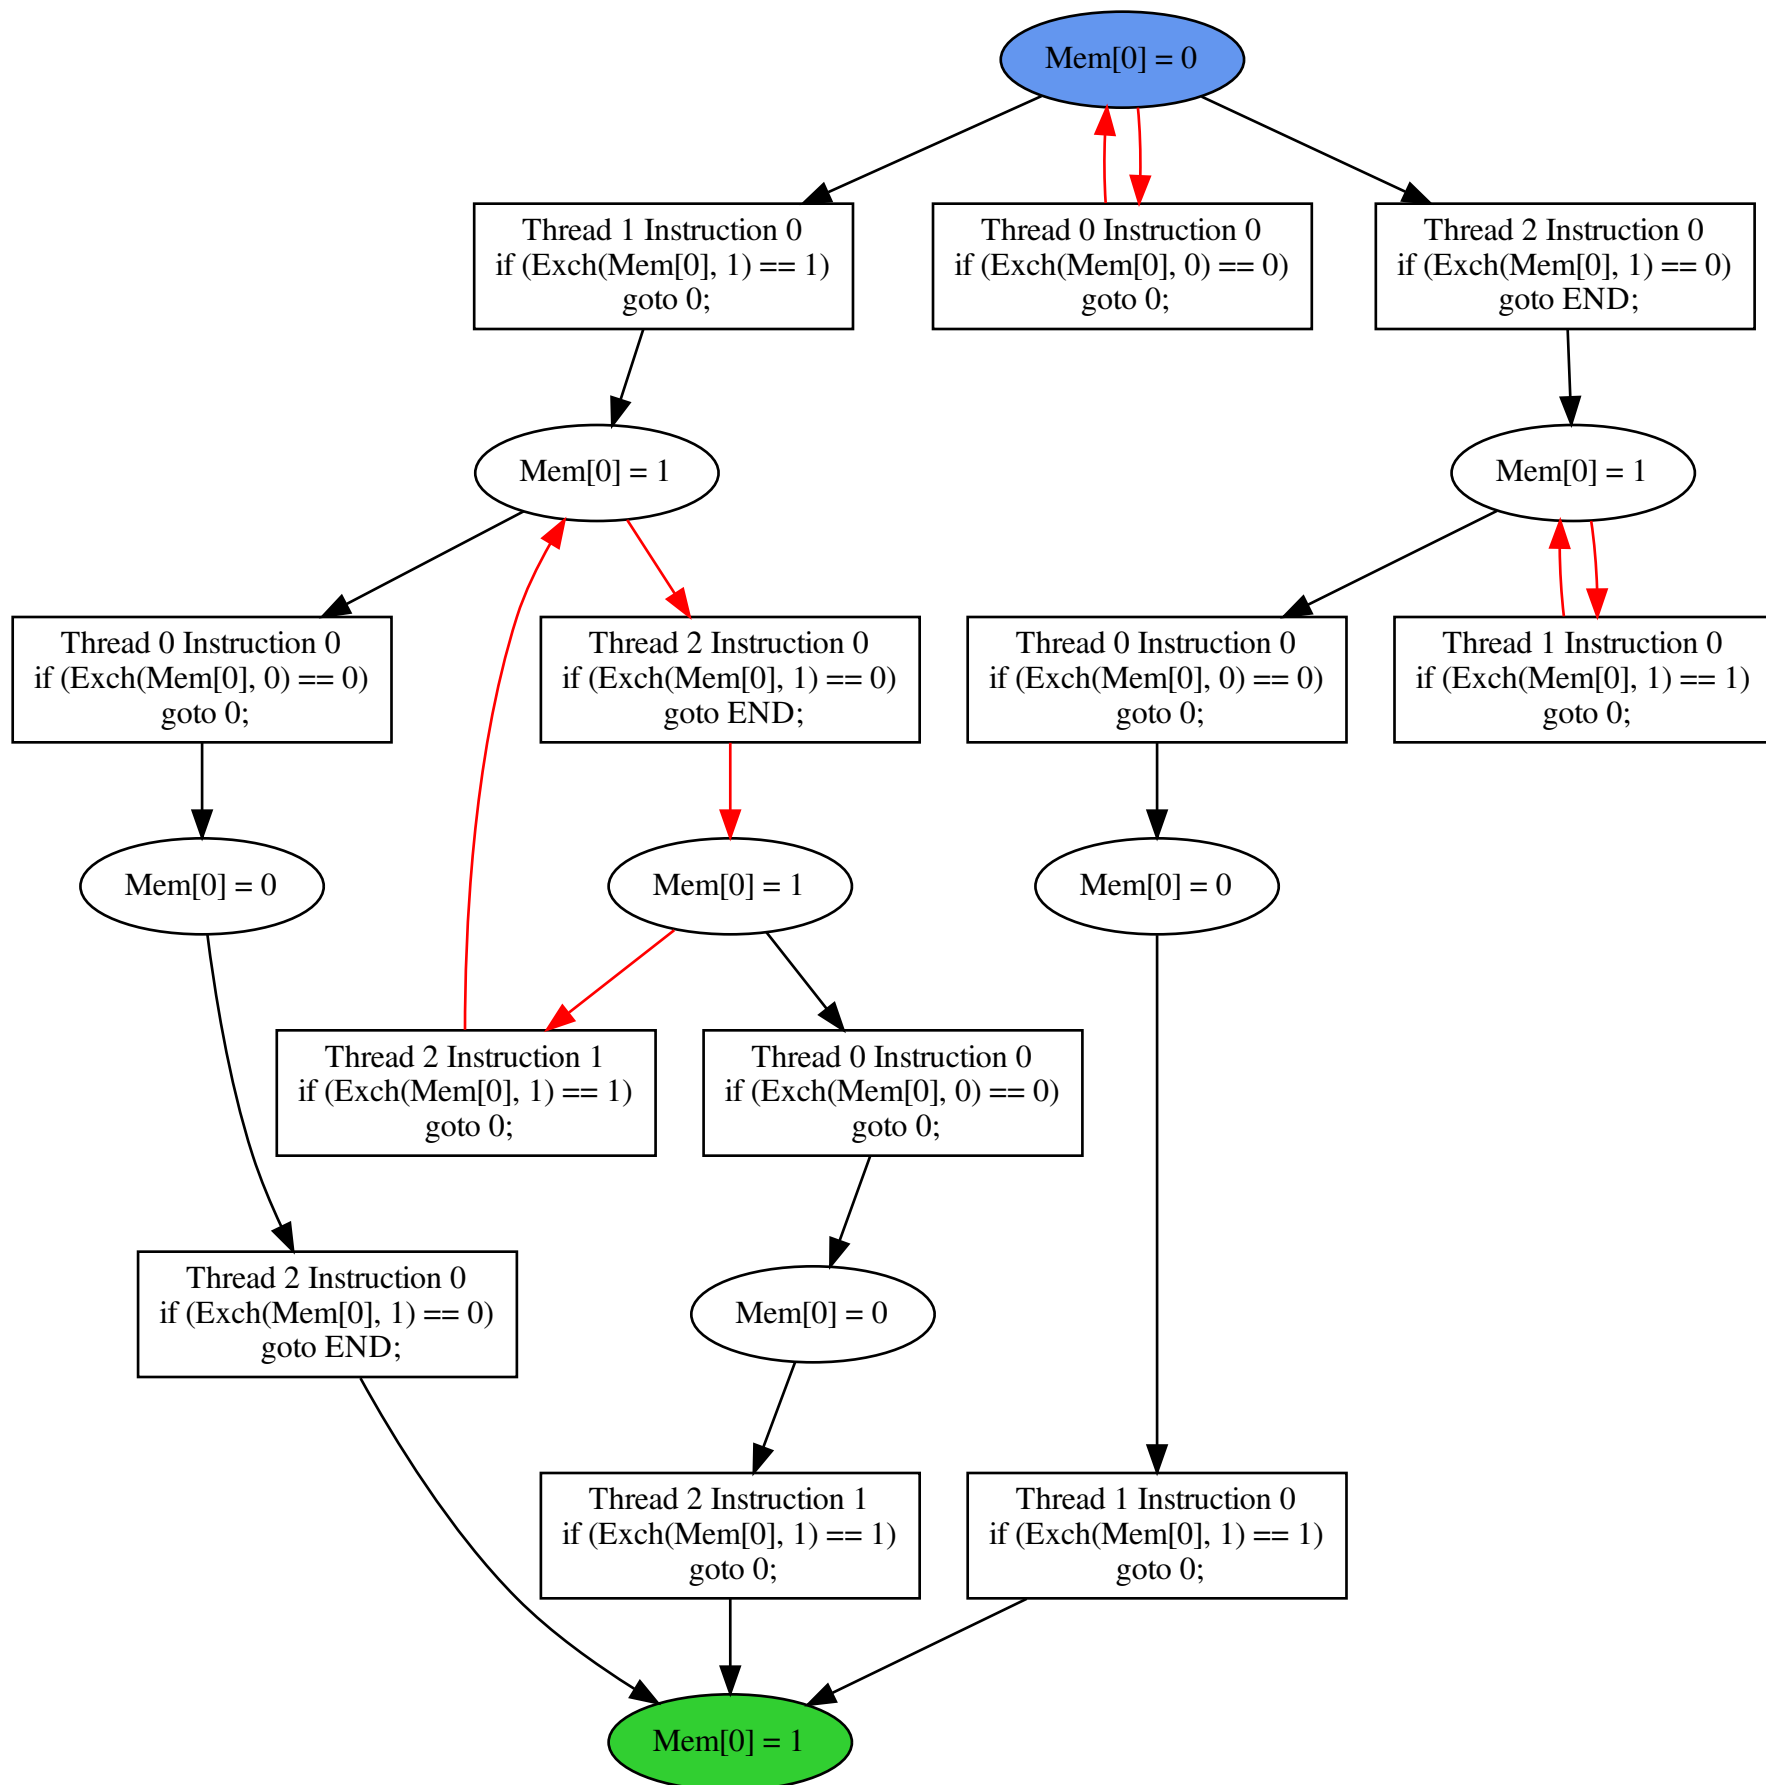 Mem[0] = 0
Thread 1 Instruction 0
if (Exch(Mem[0], 1) == 1)
goto 0;
Thread 0 Instruction 0
if (Exch(Mem[0], 0) == 0)
goto 0;
Thread 2 Instruction 0
if (Exch(Mem[0], 1) == 0)
goto END;
Mem[0] = 1
Mem[0] = 1
Thread 0 Instruction 0
if (Exch(Mem[0], 0) == 0)
goto 0;
Thread 2 Instruction 0
if (Exch(Mem[0], 1) == 0)
goto END;
Thread 0 Instruction 0
if (Exch(Mem[0], 0) == 0)
goto 0;
Thread 1 Instruction 0
if (Exch(Mem[0], 1) == 1)
goto 0;
Mem[0] = 0
Mem[0] = 1
Mem[0] = 0
Thread 2 Instruction 1
if (Exch(Mem[0], 1) == 1)
goto 0;
Thread 0 Instruction 0
if (Exch(Mem[0], 0) == 0)
goto 0;
Thread 2 Instruction 0
if (Exch(Mem[0], 1) == 0)
goto END;
Mem[0] = 0
Thread 2 Instruction 1
if (Exch(Mem[0], 1) == 1)
goto 0;
Thread 1 Instruction 0
if (Exch(Mem[0], 1) == 1)
goto 0;
Mem[0] = 1